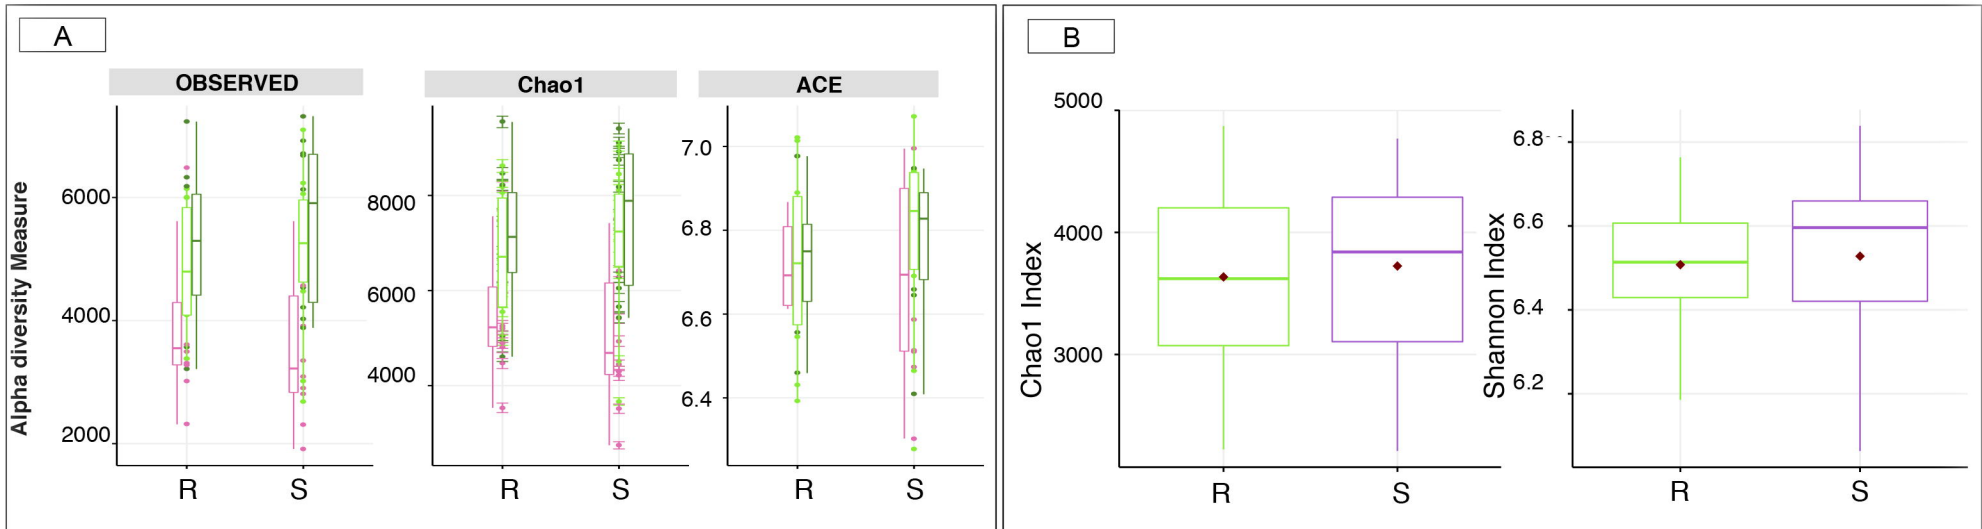 A
OBSERVED
Chao1
ACE
Alpha diversity Measure
6000
4000
2000
R
S
8000
6000
4000
R
S
7.0
6.8
6.6
6.4
R
S
B
Chao1 Index
5000
4000
3000
R
S
Shannon Index
6.8
6.6
6.4
6.2
R
S